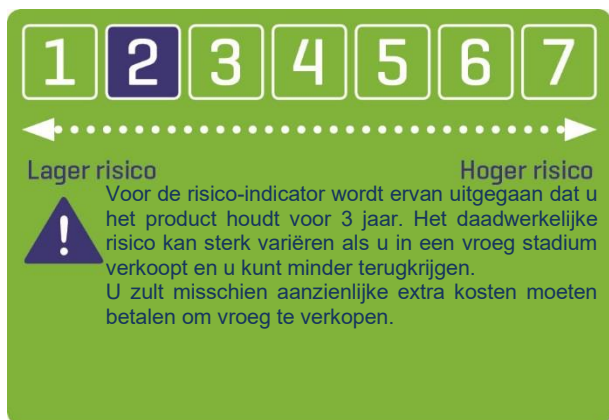 1 2 3 4 5 6 7
Lager risico Hoger risico
Voor de risico-indicator wordt ervan uitgegaan dat u
het product houdt voor 3 jaar. Het daadwerkelijke
risico kan sterk variëren als u in een vroeg stadium
verkoopt en u kunt minder terugkrijgen.
U zult misschien aanzienlijke extra kosten moeten
betalen om vroeg te verkopen.